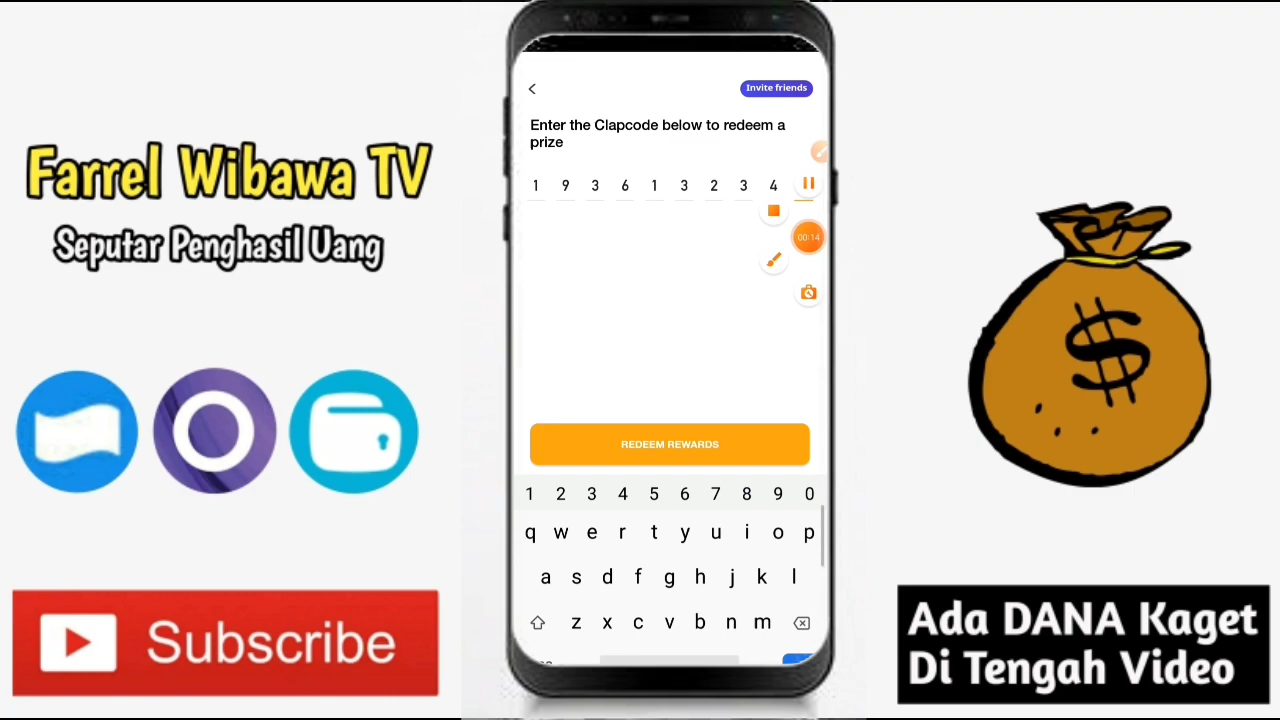 Farrel Wibawa TV
Seputar Penghasil Uang
Subscribe
Invite friends
Enter the Clapcode below to redeem a
prize
1 9 3 6 1 3 2 3 4
00:14
REDEEM REWARDS
1 2 3 4 5 6 7 8 9 0
q w e r t y u i o p
a s d f g h j k l
z x c v b n m
$
Ada DANA Kaget
Di Tengah Video